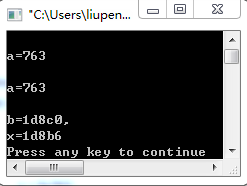 "C:\Users\liupen
a=763
a=763
b=1d8c0,
x=1d8b6
Press any key to continue